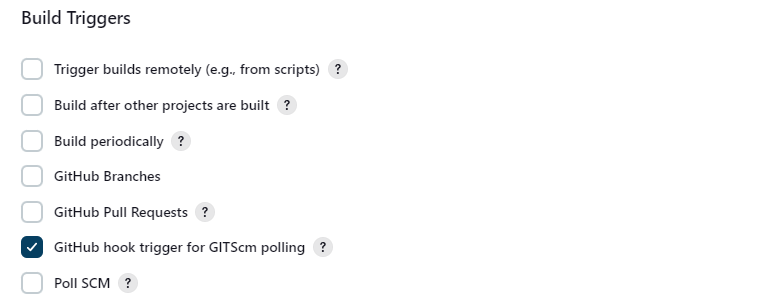 Build Triggers
Trigger builds remotely (e.g., from scripts) ?
Build after other projects are built ?
Build periodically ?
GitHub Branches
GitHub Pull Requests ?
GitHub hook trigger for GITScm polling ?
Poll SCM ?